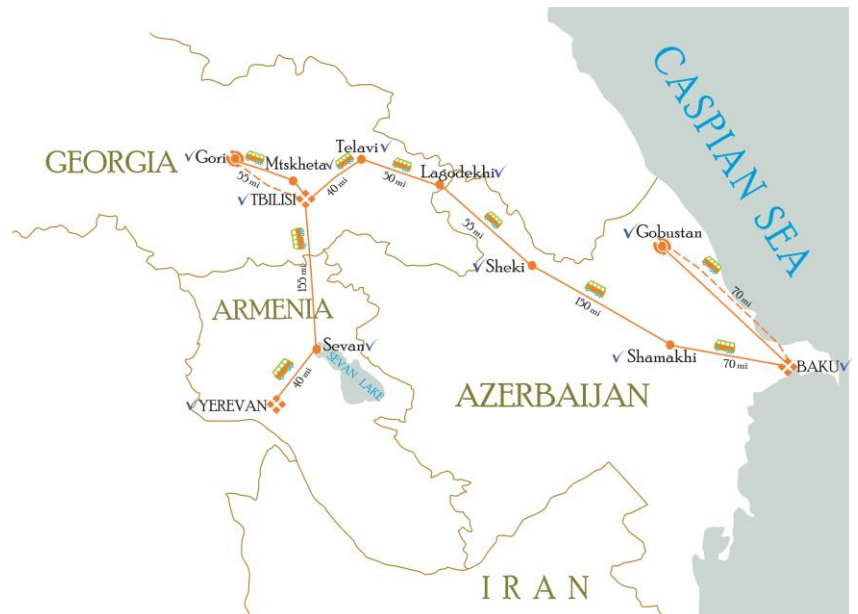 CASPIAN SEA
GEORGIA
Gori
Mtskheta
Telavi
Lagodekhi
55 mi
TBILISI
40 mi
50 mi
55 mi
Gobustan
Sheki
155 mi
150 mi
70 mi
ARMENIA
Sevan
SEVAN LAKE
40 mi
YEREVAN
Shamakhi
70 mi
BAKU
AZERBAIJAN
IRAN